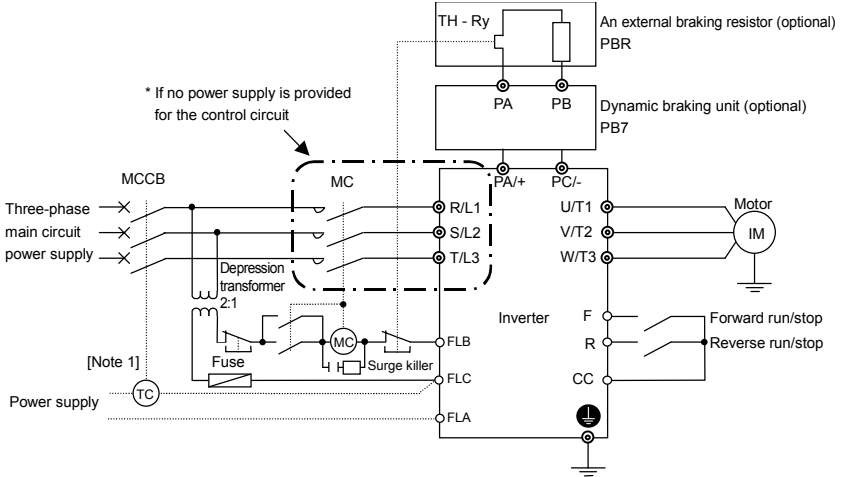 TH - Ry
An external braking resistor (optional)
PBR
PA
PB
Dynamic braking unit (optional)
PB7
* If no power supply is provided
for the control circuit
MCCB
MC
PA/+
PC/-
Three-phase
main circuit
power supply
R/L1
S/L2
T/L3
U/T1
V/T2
W/T3
Motor
IM
Depression
transformer
2:1
Inverter
F
Forward run/stop
MC
FLB
R
Reverse run/stop
[Note 1]
Fuse
Surge killer
FLC
CC
TC
Power supply
FLA